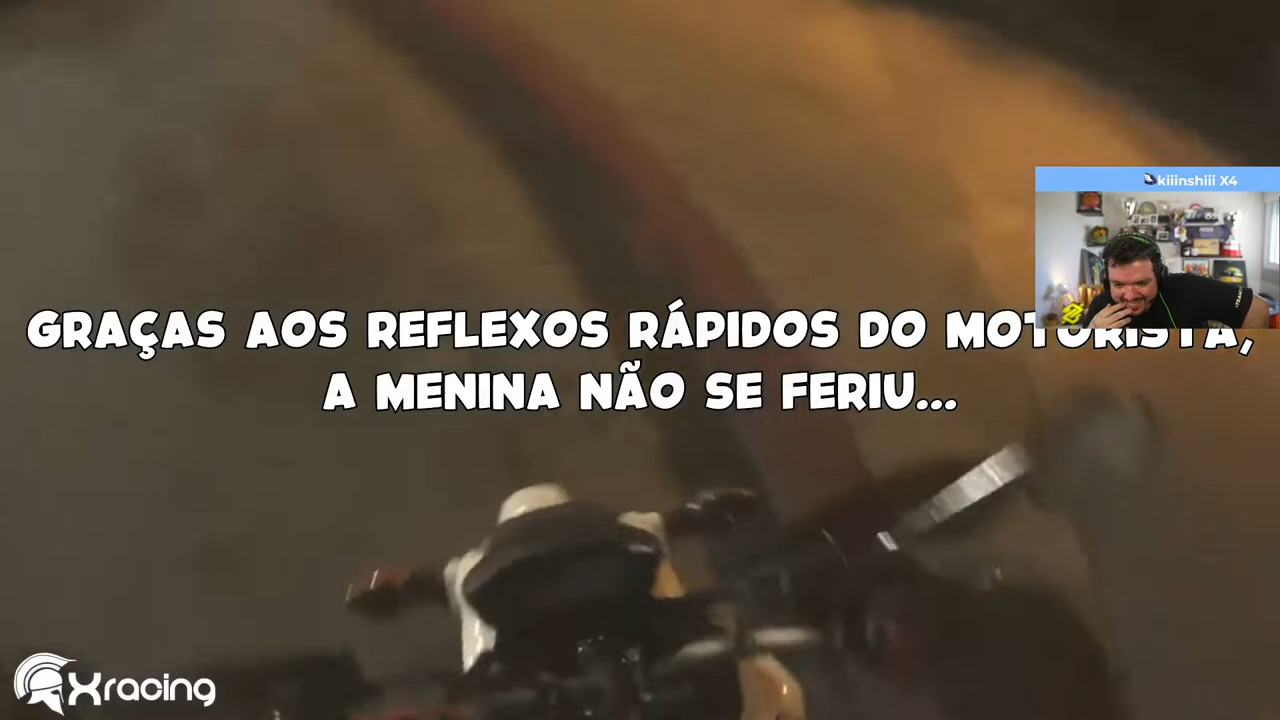 kiiinshiii X4
GRAÇAS AOS REFLEXOS RÁPIDOS DO MOTORISTA,
A MENINA NÃO SE FERIU...
Xracing